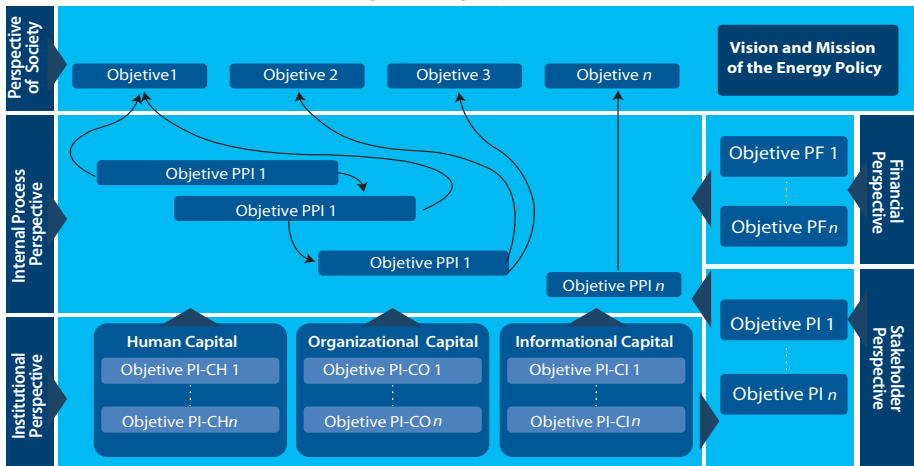 Perspective
of Society
Objetive1
Objetive 2
Objetive 3
Objetive n
Vision and Mission
of the Energy Policy
Internal Process
Perspective
Objetive PPI 1
Objetive PPI 1
Objetive PPI 1
Objetive PPI n
Objetive PF 1
Objetive PFn
Financial
Perspective
Institutional
Perspective
Human Capital
Objetive PI-CH 1
Objetive PI-CHn
Organizational Capital
Objetive PI-CO 1
Objetive PI-COn
Informational Capital
Objetive PI-CI 1
Objetive PI-CIn
Objetive PI 1
Objetive PI n
Stakeholder
Perspective